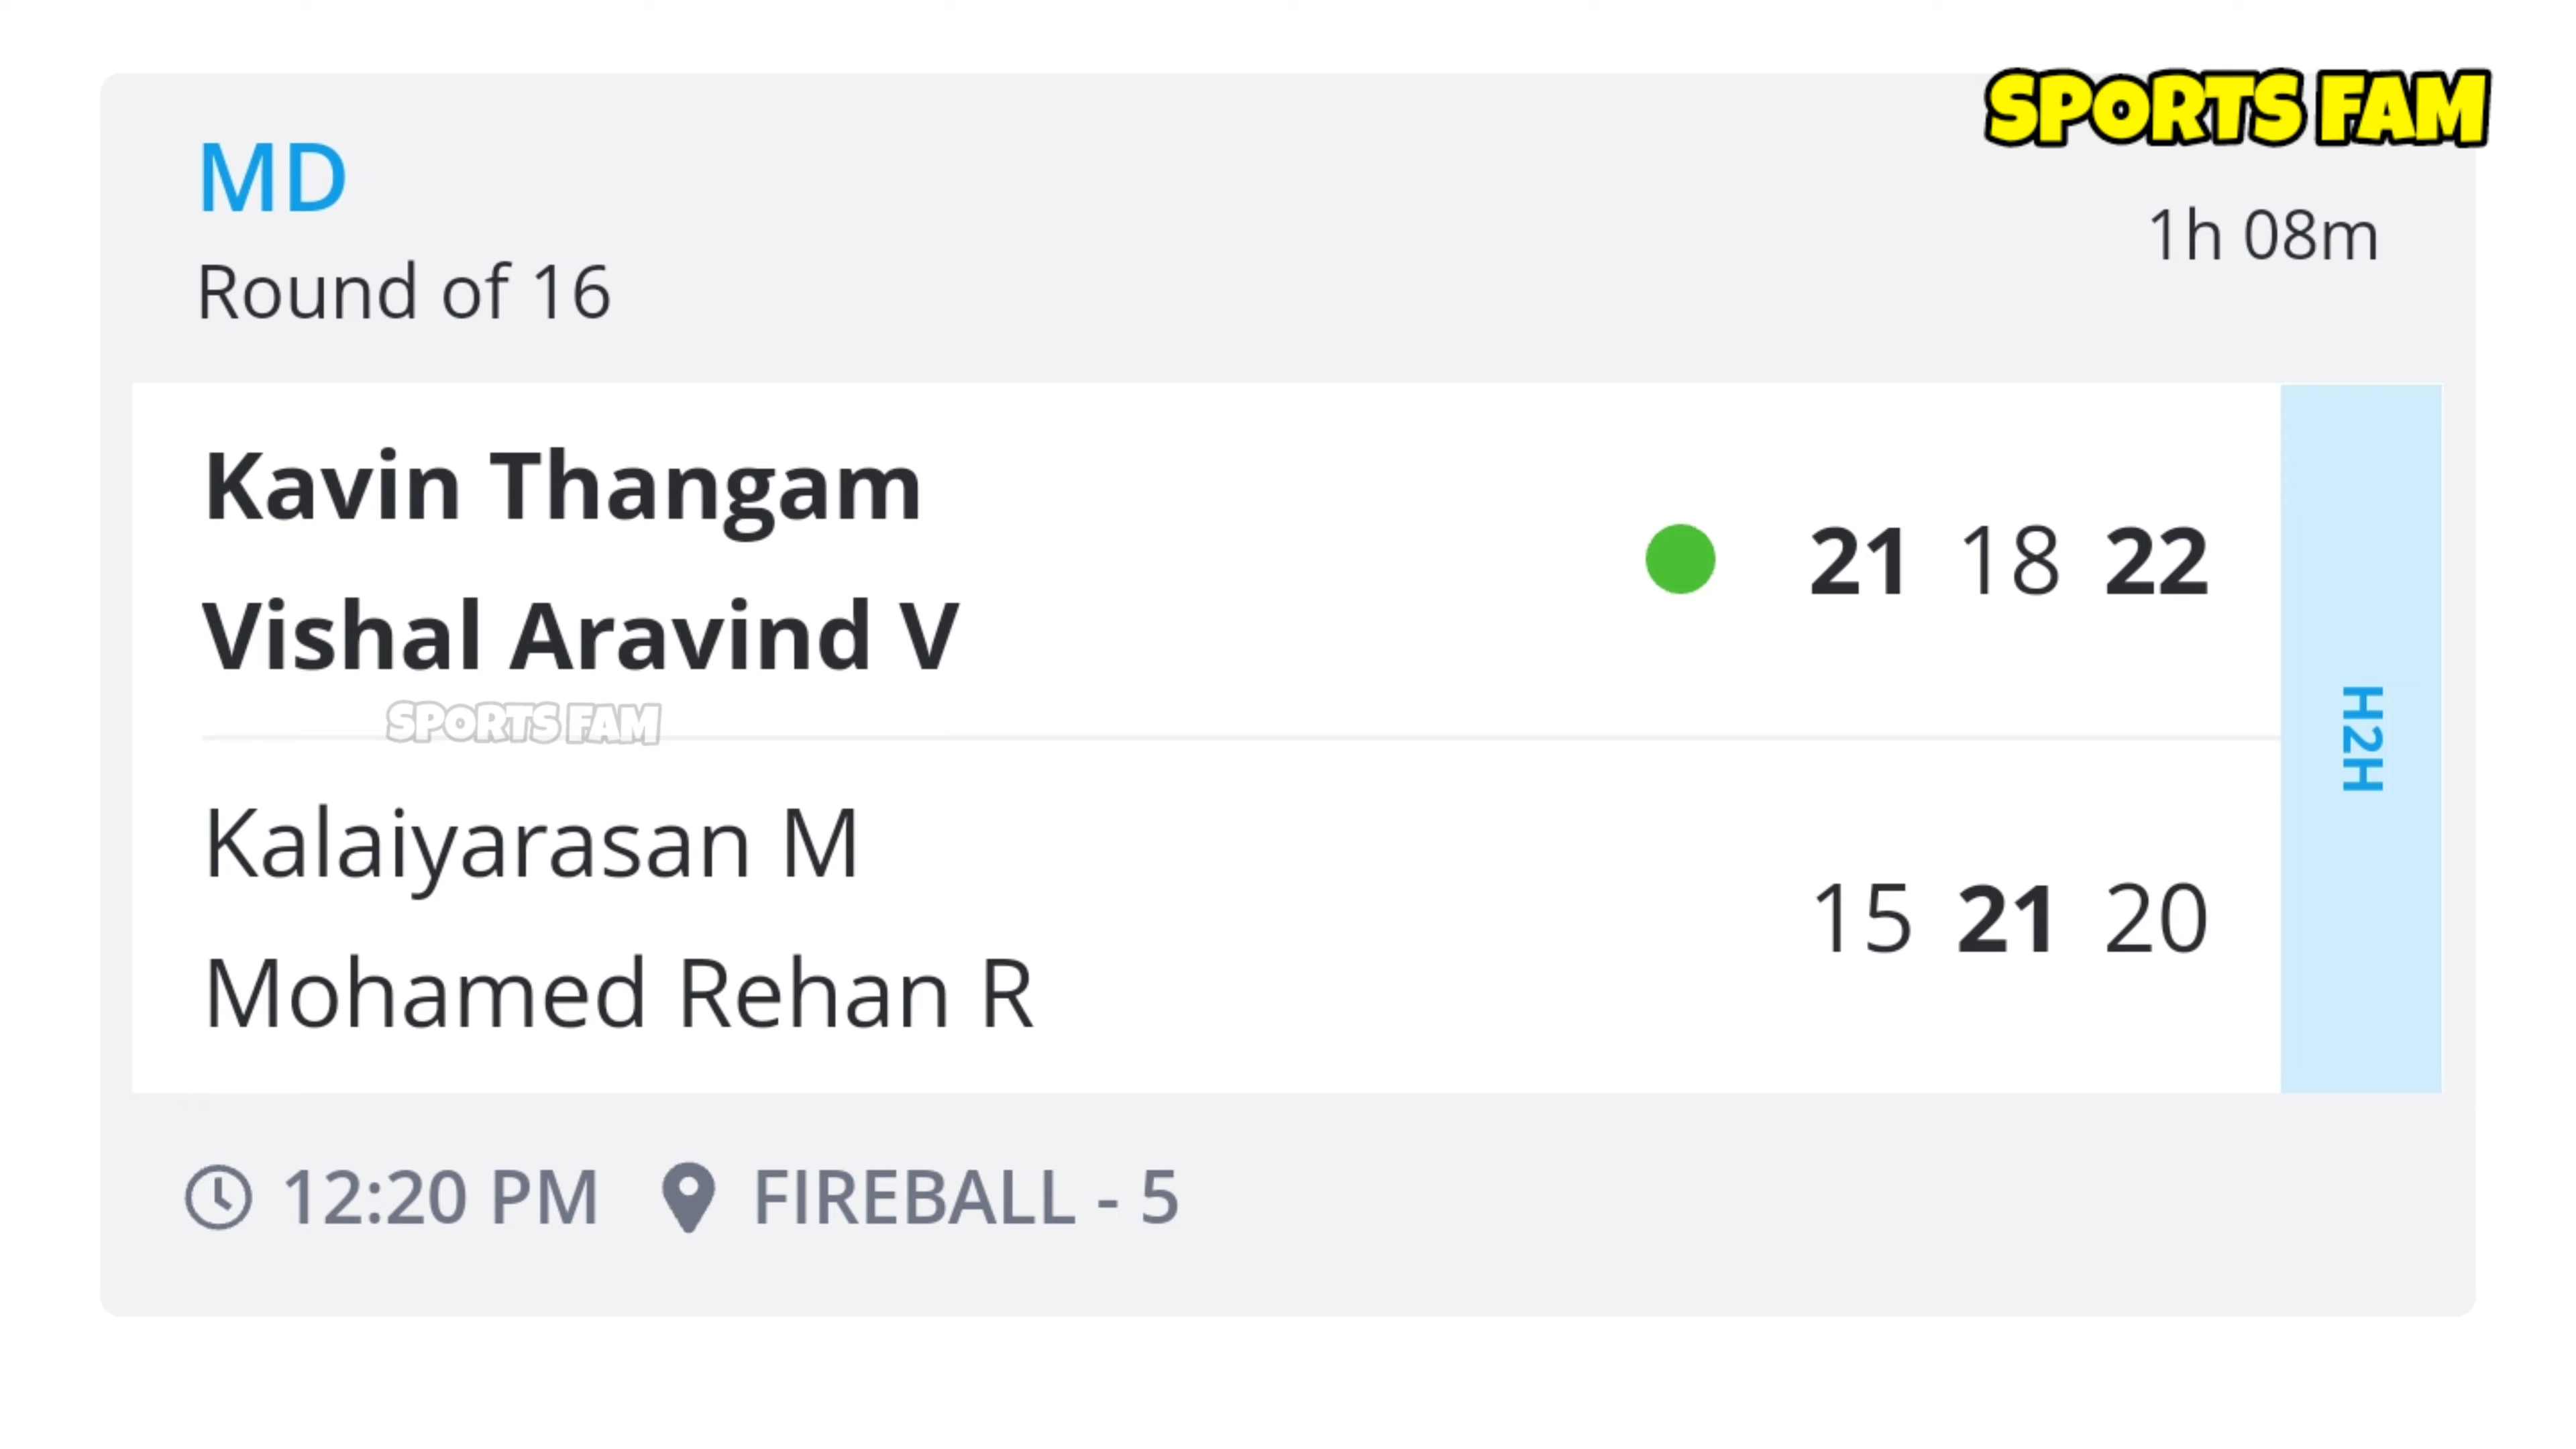 SPORTS FAM
MD
1h 08m
Round of 16
Kavin Thangam
Vishal Aravind V
21 18 22
SPORTS FAM
H2H
Kalaiyarasan M
Mohamed Rehan R
15 21 20
12:20 PM FIREBALL - 5